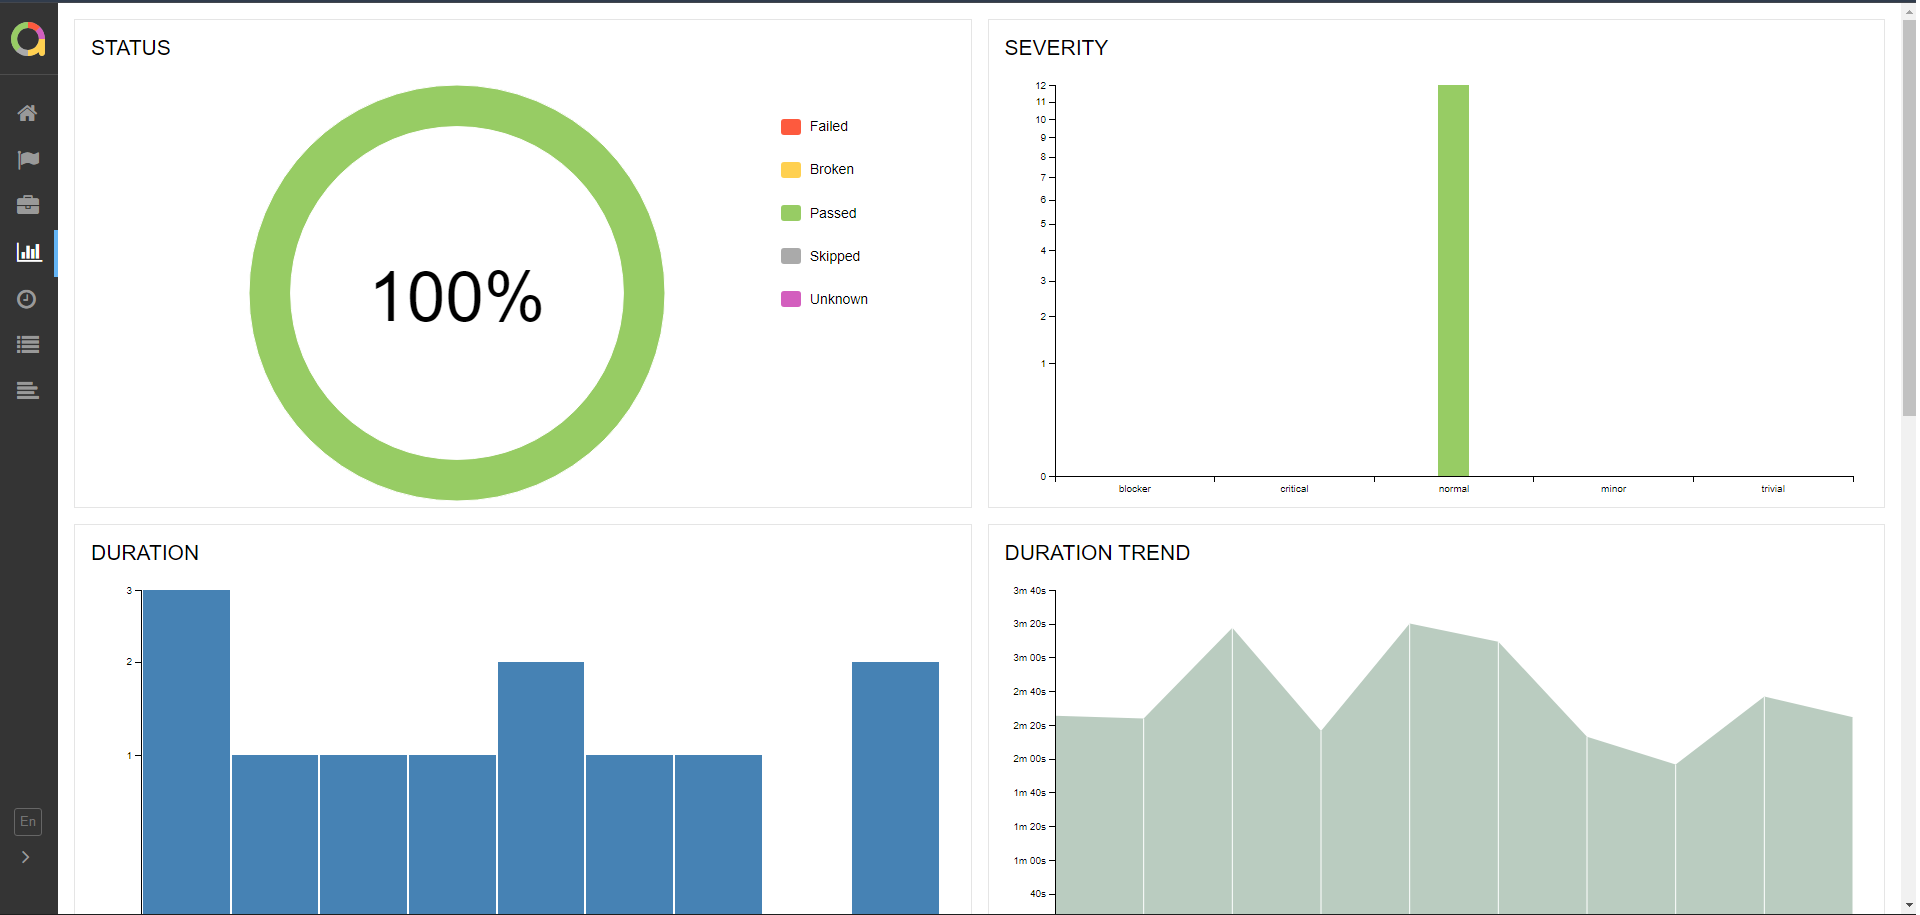 STATUS
100%
Failed
Broken
Passed
Skipped
Unknown
SEVERITY
12
11
10
9
8
7
6
5
4
3
2
1
0
blocker
critical
normal
minor
trivial
DURATION
3
2
1
DURATION TREND
3m 40s
3m 20s
3m 00s
2m 40s
2m 20s
2m 00s
1m 40s
1m 20s
1m 00s
40s
En